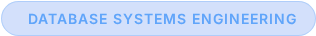 DATABASE SYSTEMS ENGINEERING